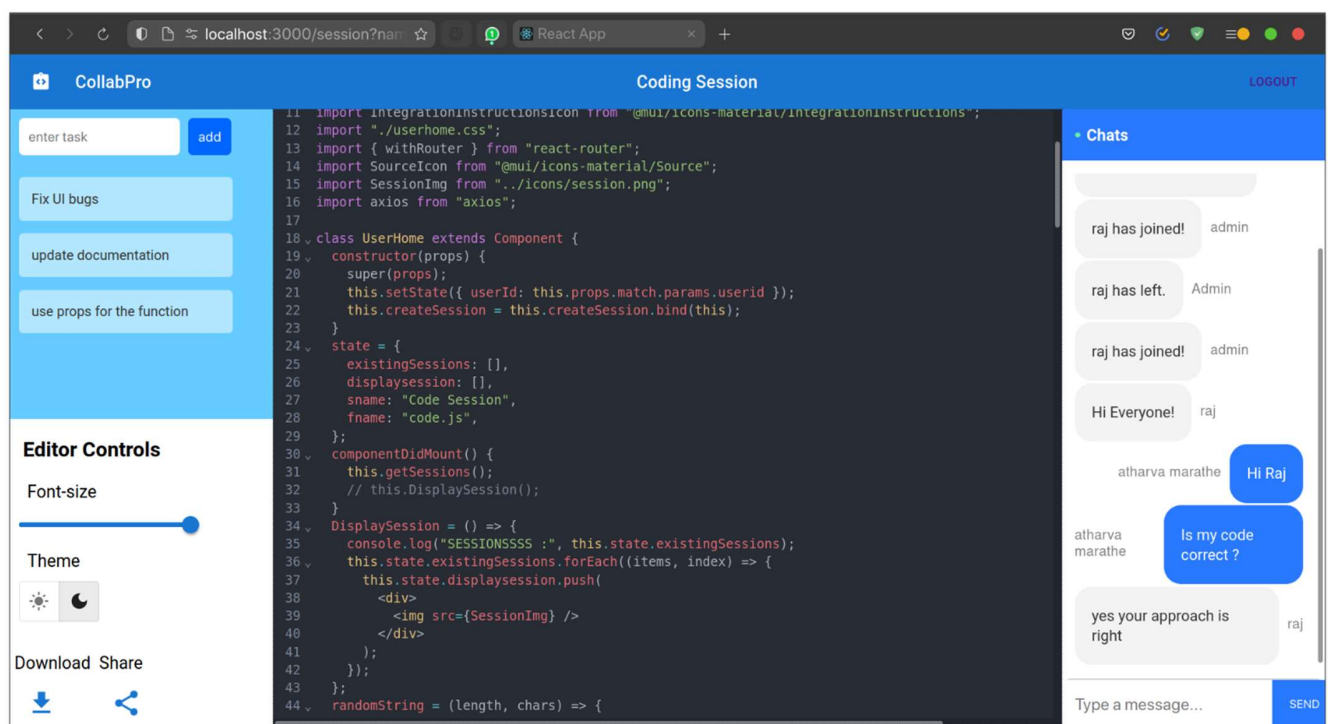 localhost:3000/session?nam
React App
CollabPro
Coding Session
LOGOUT
enter task
add
Fix UI bugs
update documentation
use props for the function
Editor Controls
Font-size
Theme
Download Share
11 import IntegrationInstructionsIcon from "@mui/icons-material/IntegrationInstructions";
12 import "./userhome.css";
13 import { withRouter } from "react-router";
14 import SourceIcon from "@mui/icons-material/Source";
15 import SessionImg from "../icons/session.png";
16 import axios from "axios";
17
18 class UserHome extends Component {
19 constructor(props) {
20 super(props);
21 this.setState({ userId: this.props.match.params.userid });
22 this.createSession = this.createSession.bind(this);
23 }
24 state = {
25 existingSessions: [],
26 displaysession: [],
27 sname: "Code Session",
28 fname: "code.js",
29 };
30 componentDidMount() {
31 this.getSessions();
32 // this.DisplaySession();
33 }
34 DisplaySession = () => {
35 console.log("SESSIONSSSS :", this.state.existingSessions);
36 this.state.existingSessions.forEach((items, index) => {
37 this.state.displaysession.push(
38 <div>
39 <img src={SessionImg} />
40 </div>
41 );
42 });
43 };
44 randomString = (length, chars) => {
Chats
raj has joined! admin
raj has left. Admin
raj has joined! admin
Hi Everyone! raj
atharva marathe Hi Raj
atharva
marathe
Is my code
correct ?
yes your approach is
right
raj
Type a message...
SEND